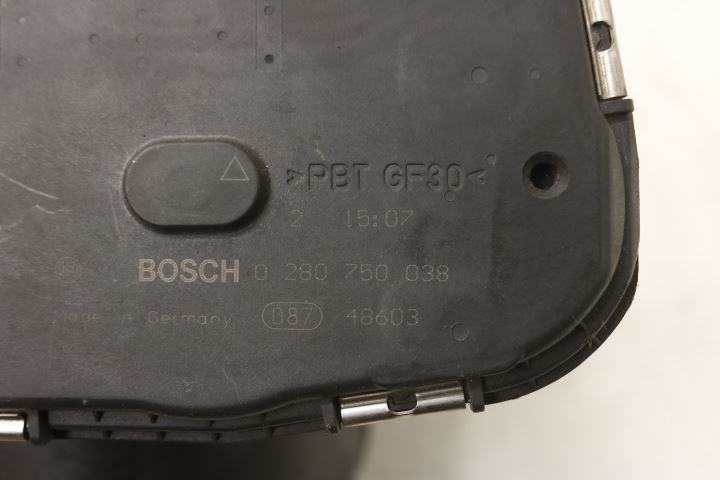 >PBT GF30<
2 15:07
BOSCH 0 280 750 038
Made in Germany 087 48603